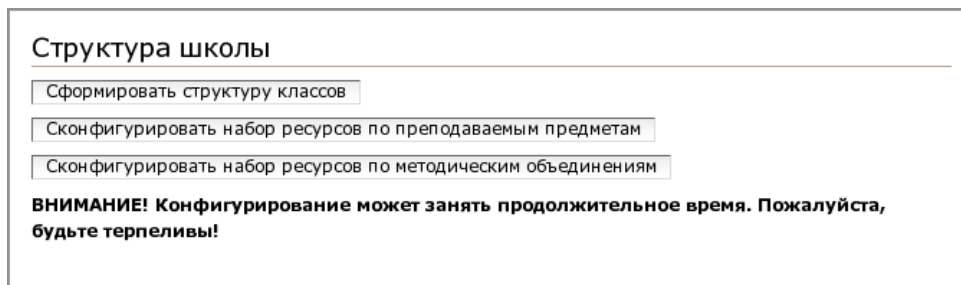 Структура школы
Сформировать структуру классов
Сконфигурировать набор ресурсов по преподаваемым предметам
Сконфигурировать набор ресурсов по методическим объединениям
ВНИМАНИЕ! Конфигурирование может занять продолжительное время. Пожалуйста,
будьте терпеливы!